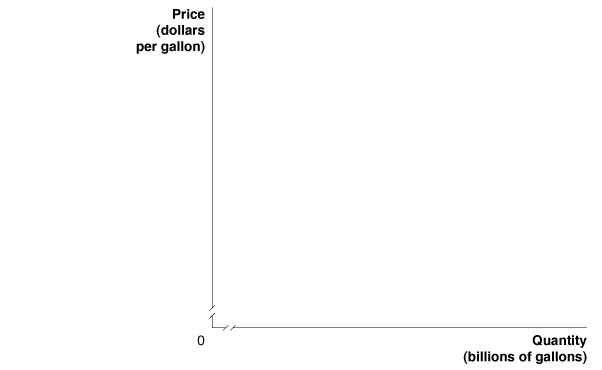 Price
(dollars
per gallon)
0
Quantity
(billions of gallons)